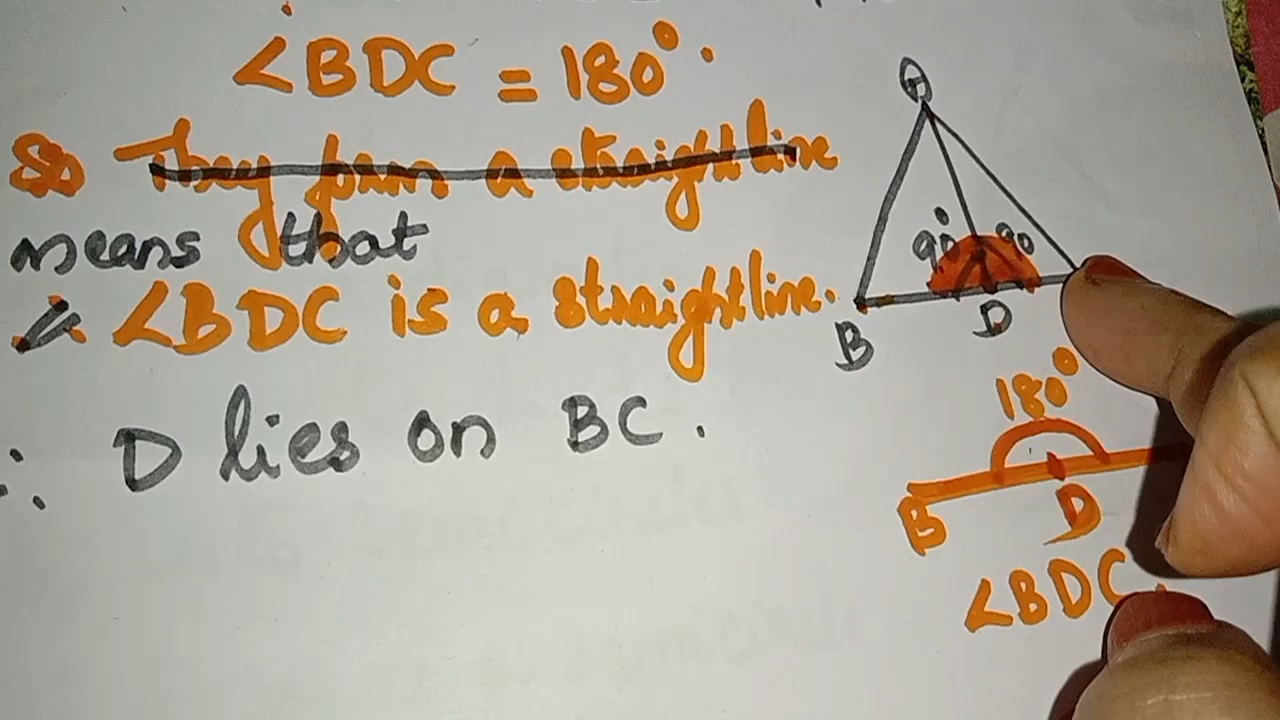 ∠BDC = 180°.
So They form a straight line
means that
∴ ∠BDC is a straight line.
∴ D lies on BC.
90° 90
B D
180°
B D
∠BDC.